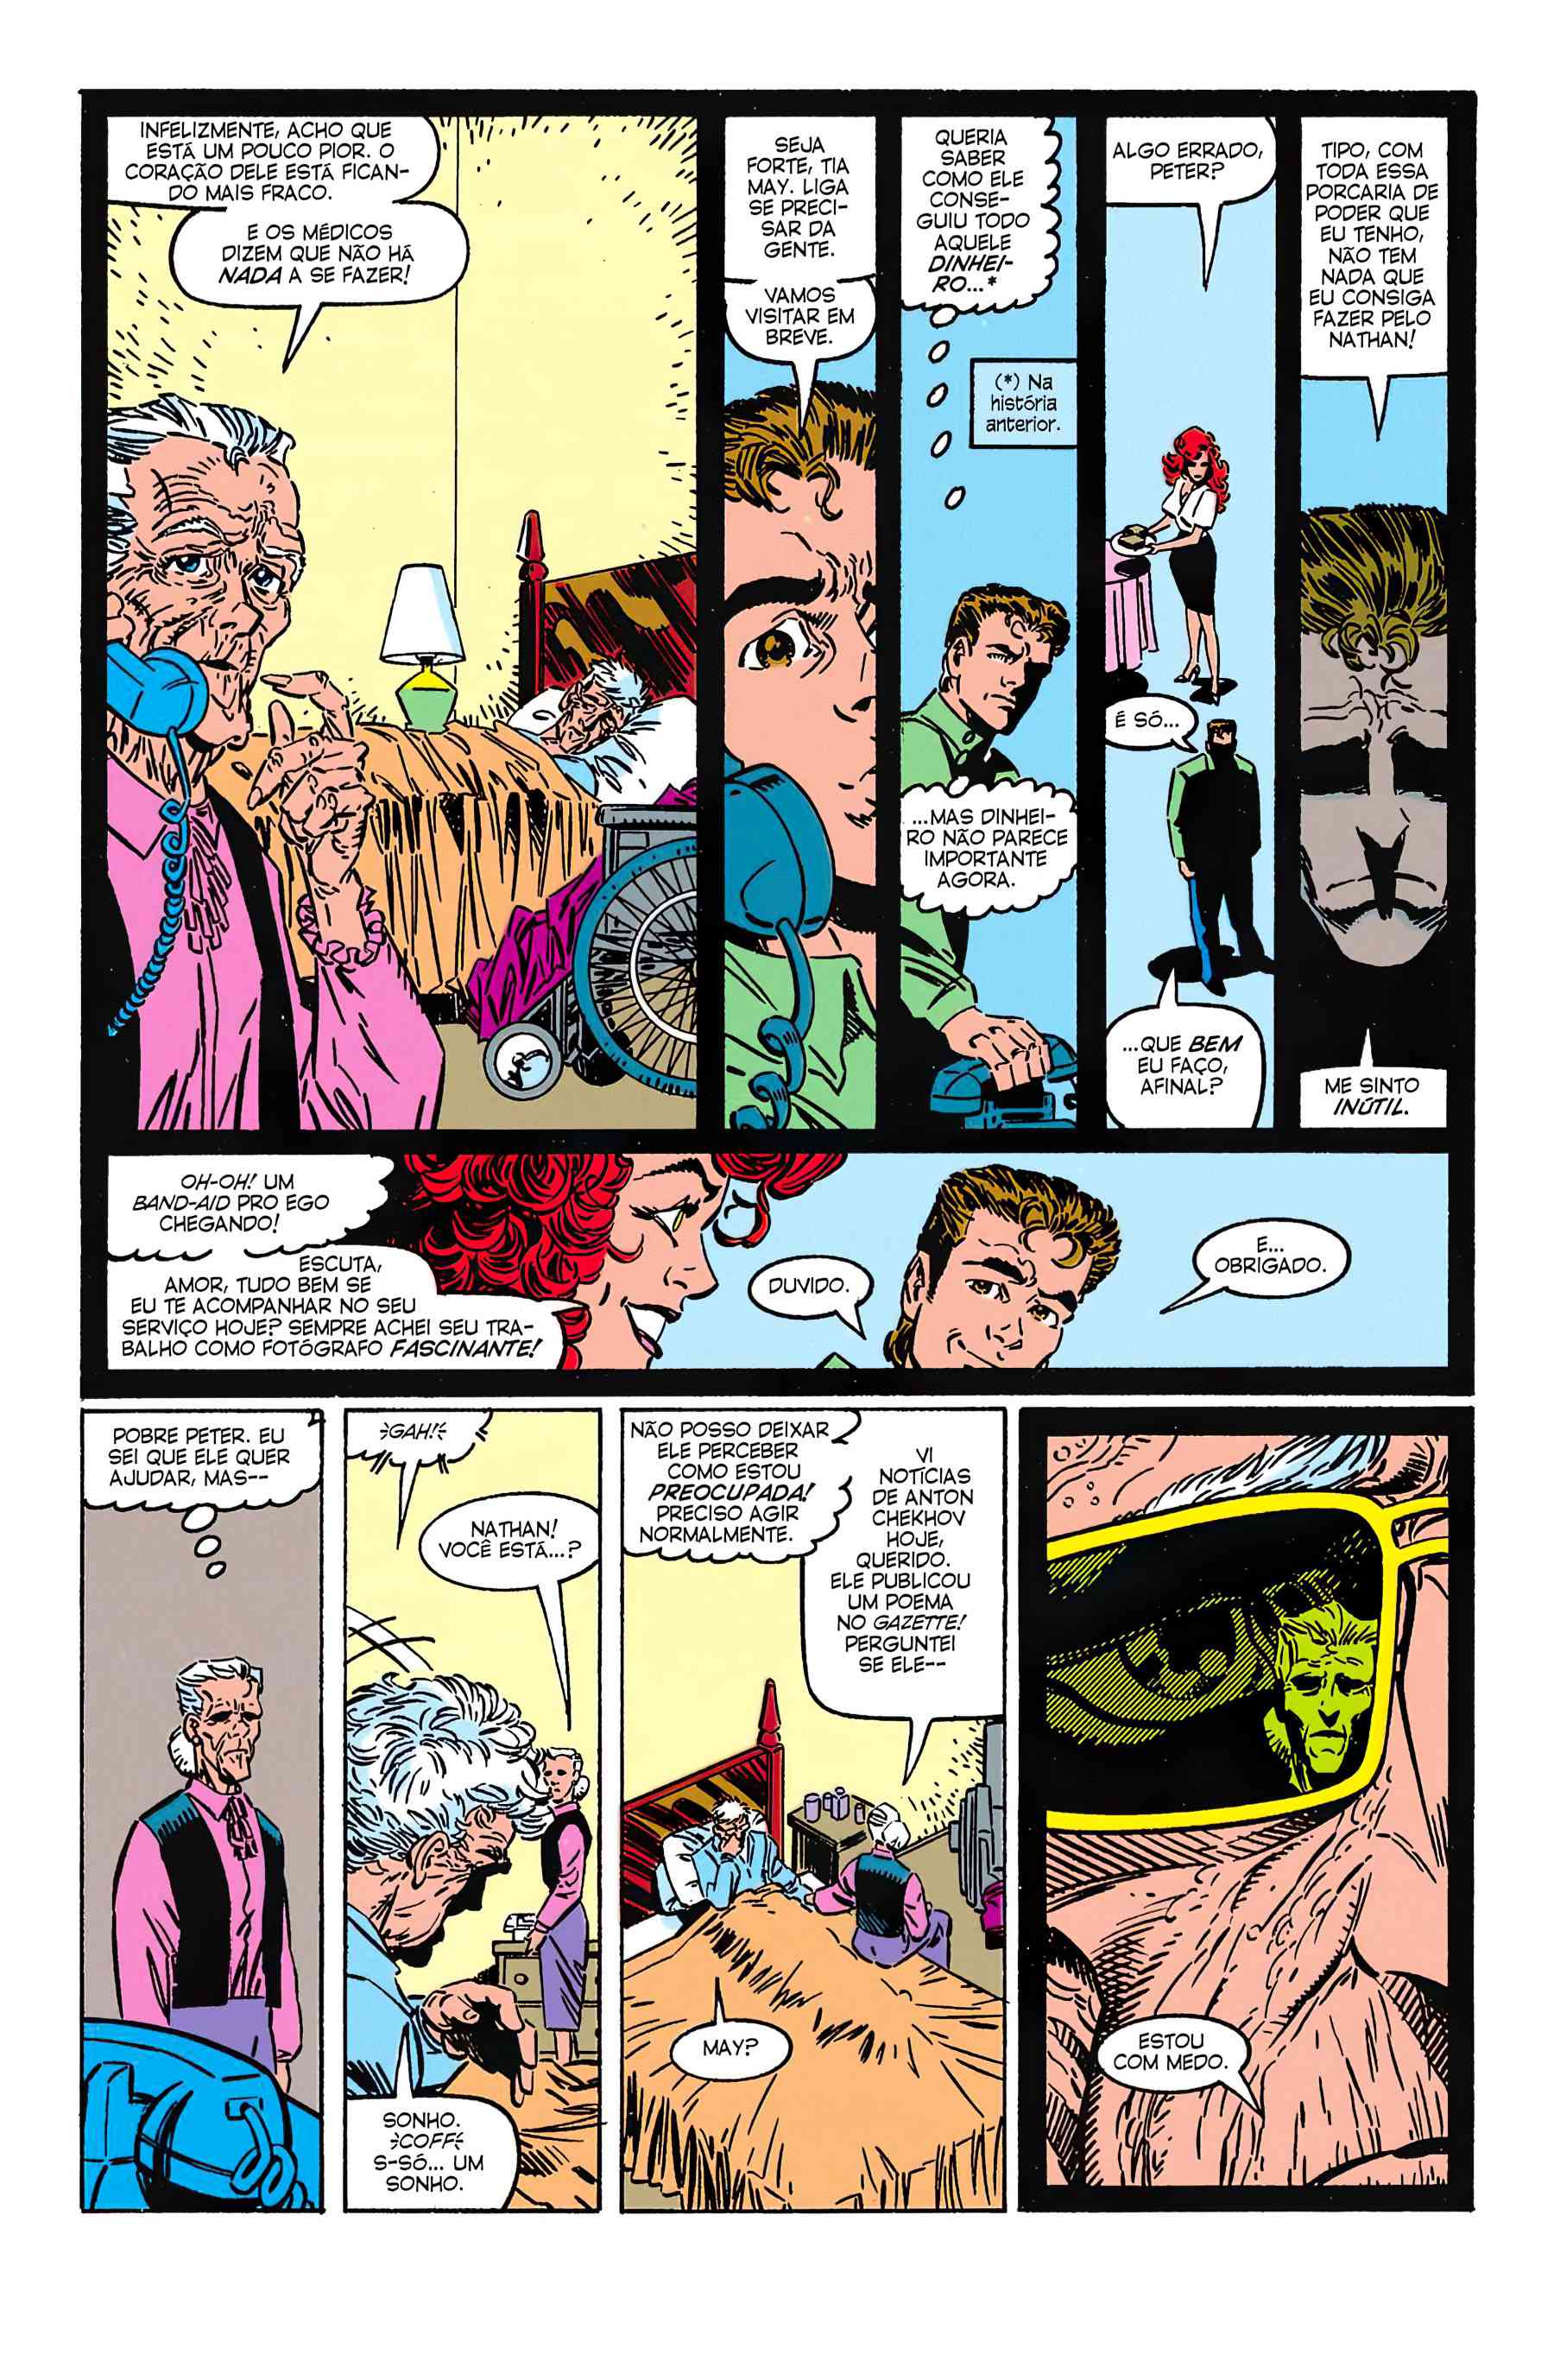 INFELIZMENTE, ACHO QUE
ESTÁ UM POUCO PIOR. O
CORAÇÃO DELE ESTÁ FICAN-
DO MAIS FRACO.
E OS MÉDICOS
DIZEM QUE NÃO HÁ
NADA A SE FAZER!
SEJA
FORTE, TIA
MAY. LIGA
SE PRECI-
SAR DA
GENTE.
VAMOS
VISITAR EM
BREVE.
QUERIA
SABER
COMO ELE
CONSE-
GUIU TODO
AQUELE
DINHEI-
RO...*
(*) Na
história
anterior.
...MAS DINHEI-
RO NÃO PARECE
IMPORTANTE
AGORA.
ALGO ERRADO,
PETER?
É SÓ...
...QUE BEM
EU FAÇO,
AFINAL?
TIPO, COM
TODA ESSA
PORCARIA DE
PODER QUE
EU TENHO,
NÃO TEM
NADA QUE
EU CONSIGA
FAZER PELO
NATHAN!
ME SINTO
INÚTIL.
OH-OH! UM
BAND-AID PRO EGO
CHEGANDO!
ESCUTA,
AMOR, TUDO BEM SE
EU TE ACOMPANHAR NO SEU
SERVIÇO HOJE? SEMPRE ACHEI SEU TRA-
BALHO COMO FOTÓGRAFO FASCINANTE!
DUVIDO.
E...
OBRIGADO.
POBRE PETER. EU
SEI QUE ELE QUER
AJUDAR, MAS--
GAH!
NATHAN!
VOCÊ ESTÁ...?
SONHO.
COFF
S-SÓ... UM
SONHO.
NÃO POSSO DEIXAR
ELE PERCEBER
COMO ESTOU
PREOCUPADA!
PRECISO AGIR
NORMALMENTE.
VI
NOTÍCIAS
DE ANTON
CHEKHOV
HOJE,
QUERIDO.
ELE PUBLICOU
UM POEMA
NO GAZETTE!
PERGUNTEI
SE ELE--
MAY?
ESTOU
COM MEDO.